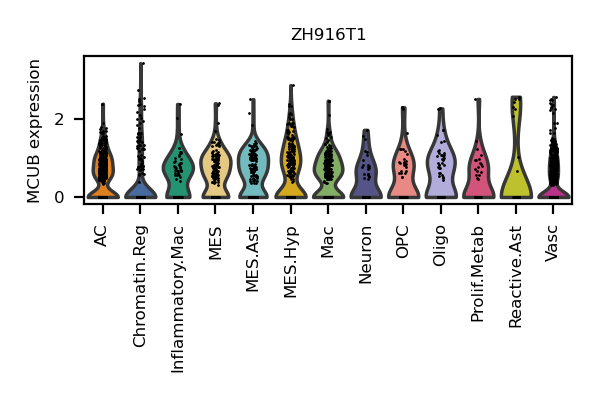 ZH916T1
MCUB expression
2
0
AC
Chromatin.Reg
Inflammatory.Mac
MES
MES.Ast
MES.Hyp
Mac
Neuron
OPC
Oligo
Prolif.Metab
Reactive.Ast
Vasc